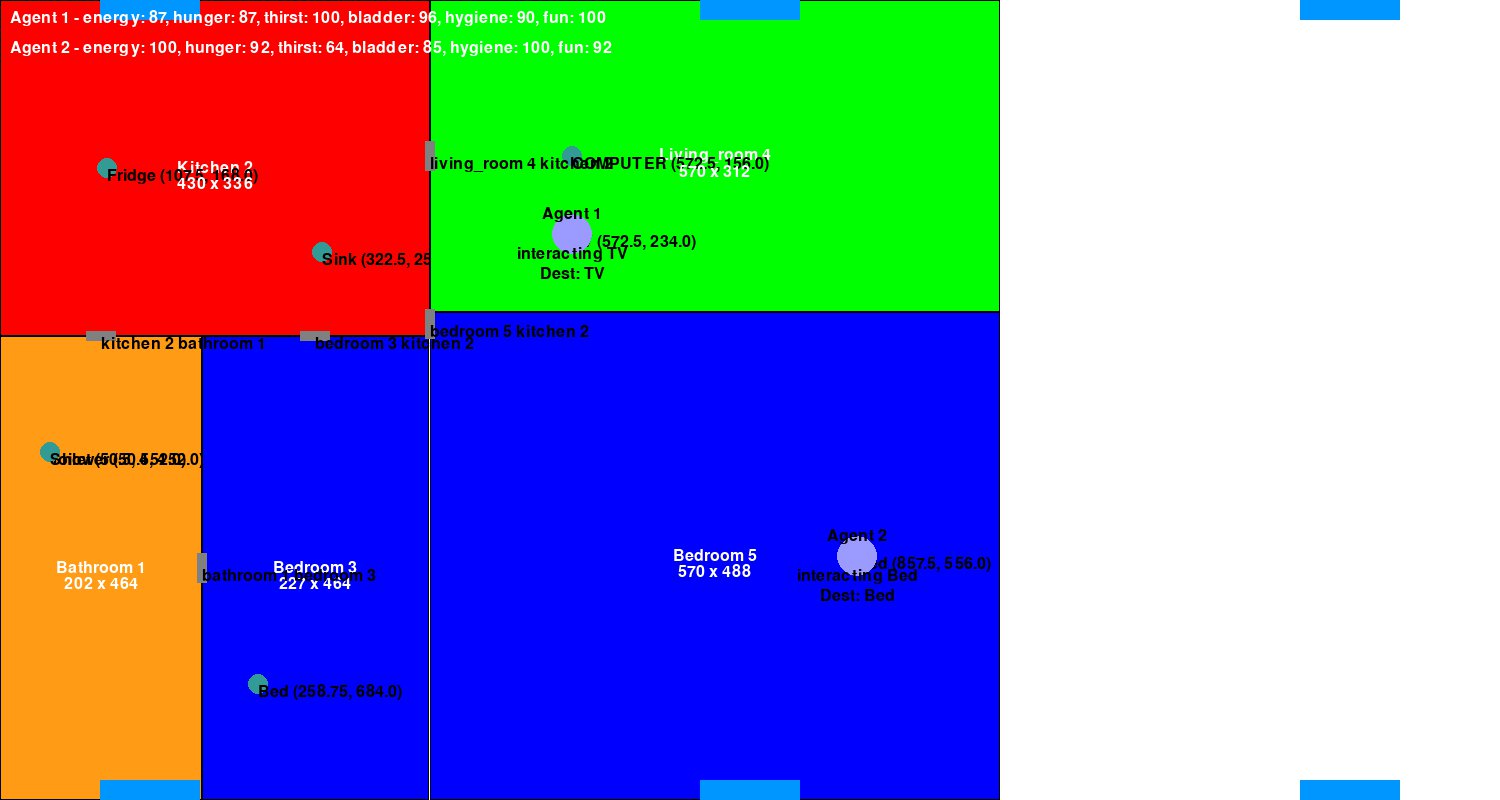 Agent 1 - energy: 87, hunger: 87, thirst: 100, bladder: 96, hygiene: 90, fun: 100
Agent 2 - energy: 100, hunger: 92, thirst: 64, bladder: 85, hygiene: 100, fun: 92
Kitchen 2
430 x 336
Fridge (107.5, 168.0)
living_room 4 kitchen 2
COMPUTER (572.5, 156.0)
Living_room 4
570 x 312
Agent 1
(572.5, 234.0)
interacting TV
Dest: TV
Sink (322.5, 25
kitchen 2 bathroom 1
bedroom 3 kitchen 2
bedroom 5 kitchen 2
Bathroom 1
202 x 464
bedroom 3
Bedroom 3
227 x 464
Bed (258.75, 684.0)
Bedroom 5
570 x 488
Agent 2
(857.5, 556.0)
interacting Bed
Dest: Bed